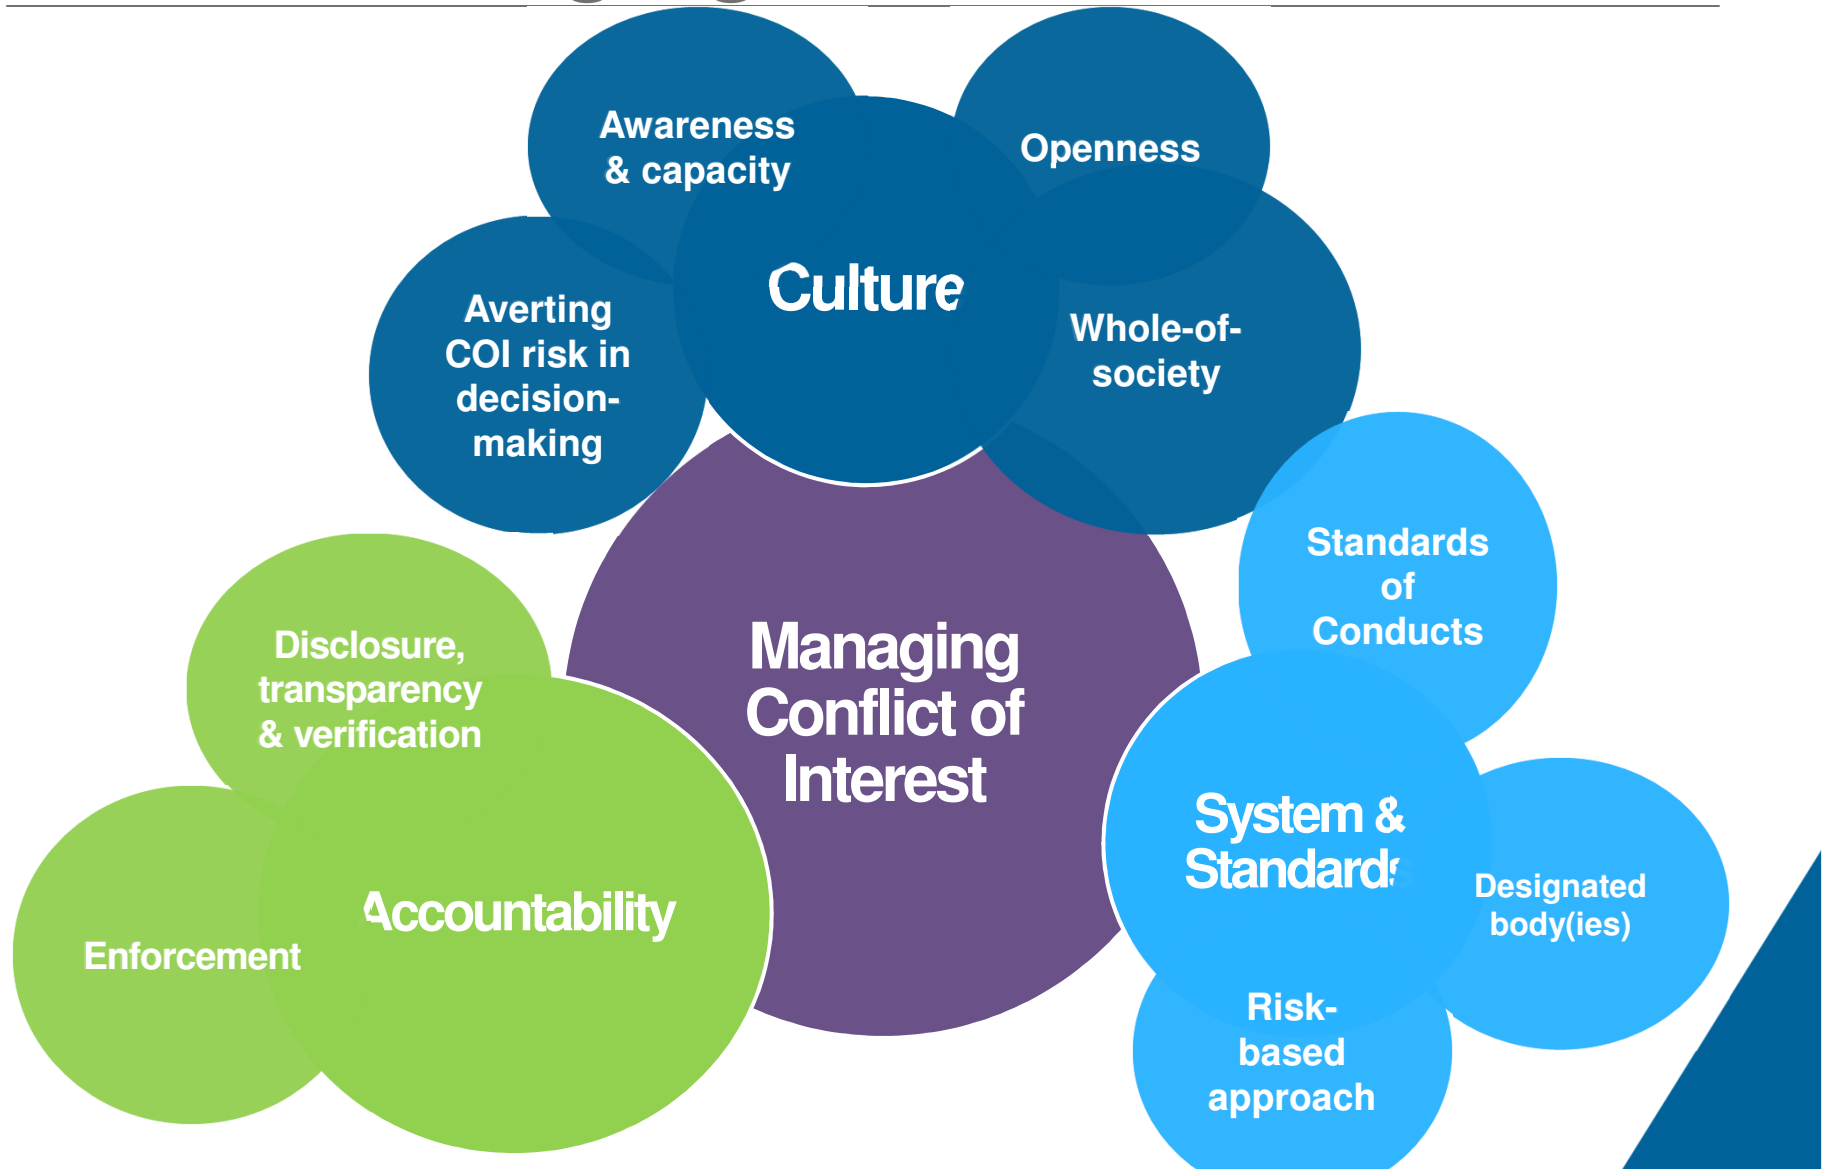 Awareness
& capacity
Openness
Culture
Averting
COI risk in
decision-
making
Whole-of-
society
Standards
of
Conducts
Managing
Conflict of
Interest
Disclosure,
transparency
& verification
System &
Standards
Designated
body(ies)
Accountability
Enforcement
Risk-
based
approach